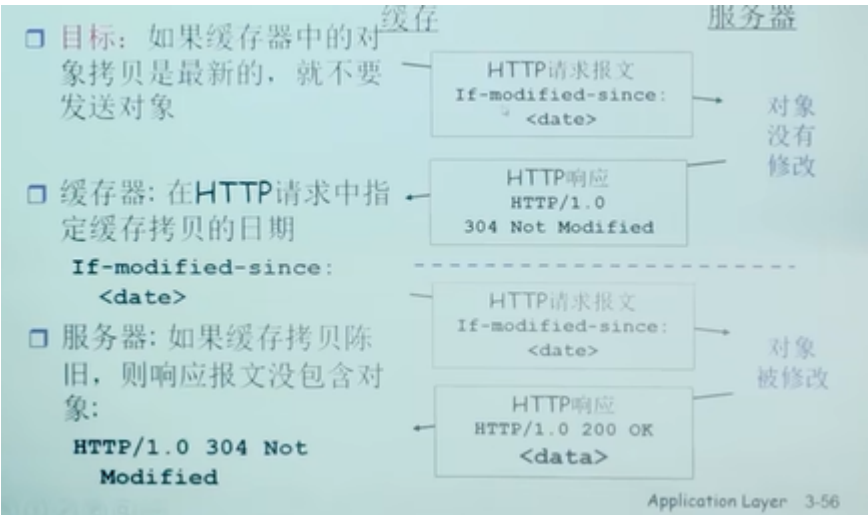 缓存
服务器
目标: 如果缓存器中的对
象拷贝是最新的, 就不要
发送对象
缓存器: 在HTTP请求中指
定缓存拷贝的日期
If-modified-since:
<date>
服务器: 如果缓存拷贝陈
旧, 则响应报文没包含对
象:
HTTP/1.0 304 Not
Modified
HTTP请求报文
If-modified-since:
<date>
对象
没有
修改
HTTP响应
HTTP/1.0
304 Not Modified
HTTP请求报文
If-modified-since:
<date>
对象
被修改
HTTP响应
HTTP/1.0 200 OK
<data>
Application Layer 3-56